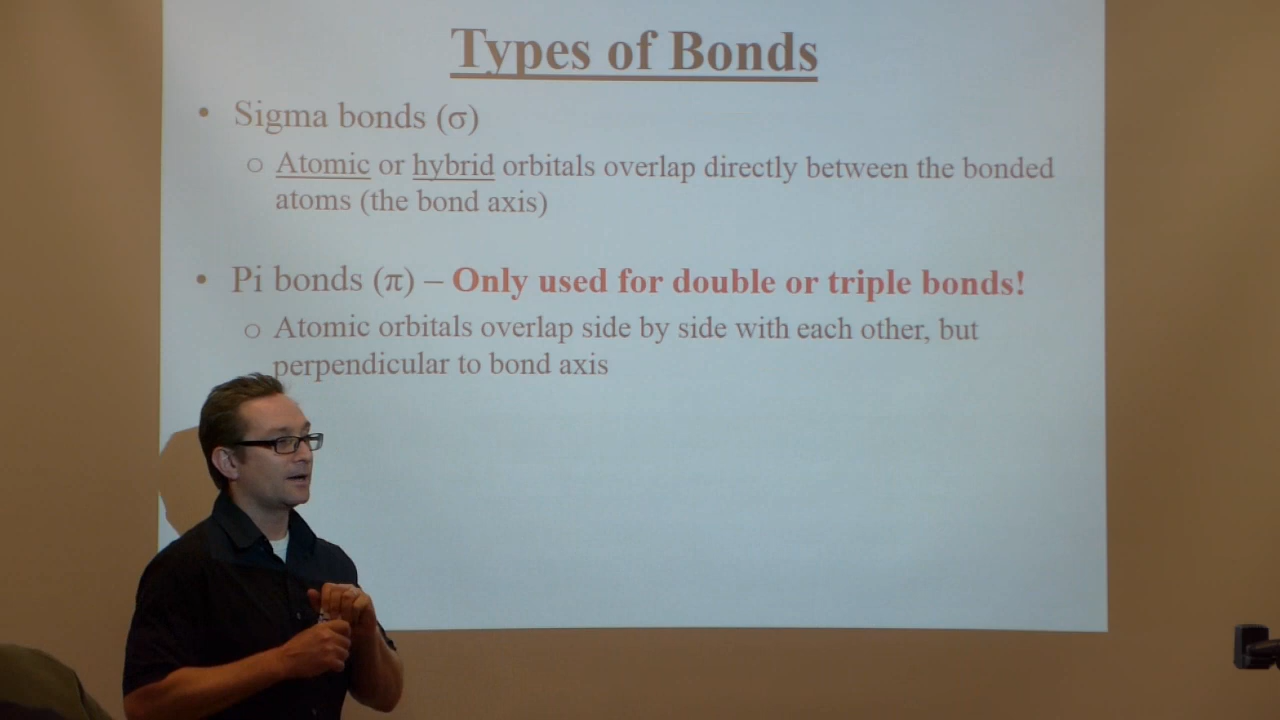 Types of Bonds
• Sigma bonds (σ)
o Atomic or hybrid orbitals overlap directly between the bonded
atoms (the bond axis)
• Pi bonds (π) – Only used for double or triple bonds!
o Atomic orbitals overlap side by side with each other, but
perpendicular to bond axis